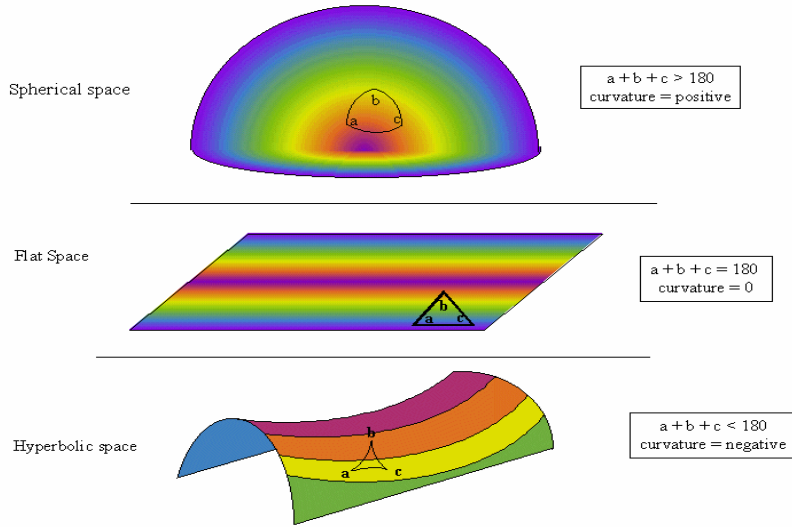 Spherical space
b
a c
a + b + c > 180
curvature = positive
Flat Space
b
a c
a + b + c = 180
curvature = 0
Hyperbolic space
b
a c
a + b + c < 180
curvature = negative